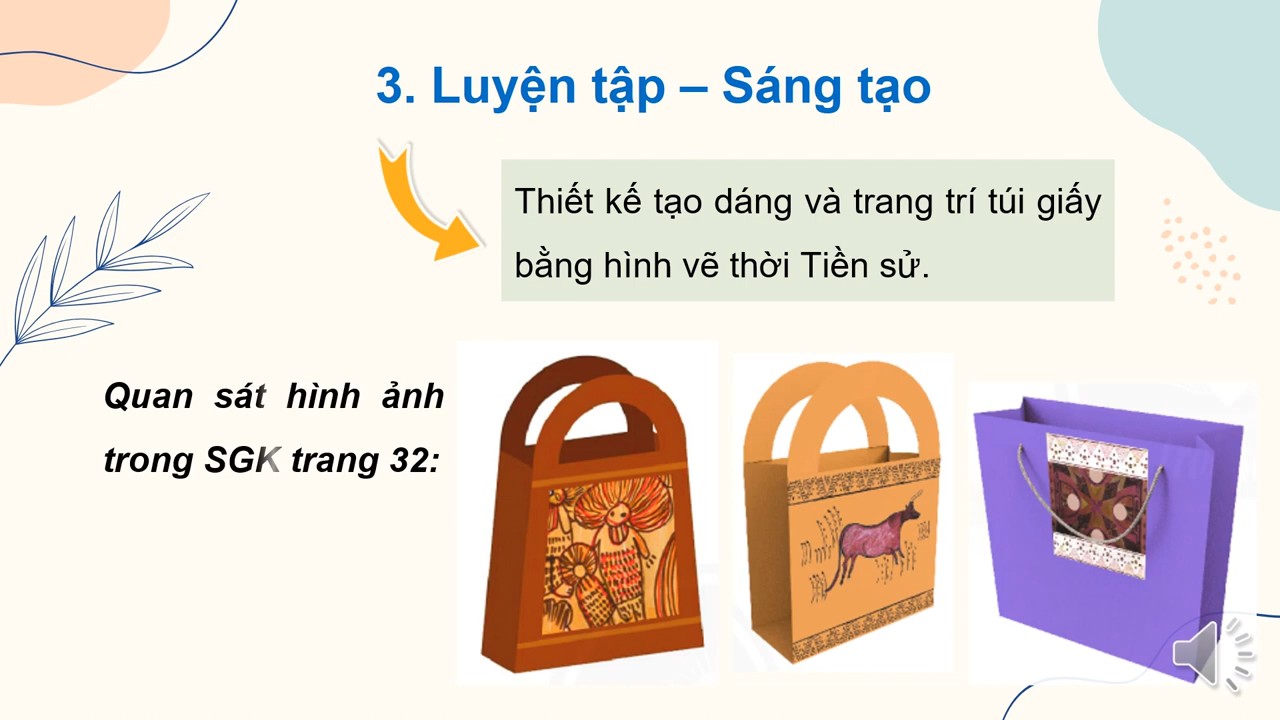 3. Luyện tập – Sáng tạo
Thiết kế tạo dáng và trang trí túi giấy
bằng hình vẽ thời Tiền sử.
Quan sát hình ảnh
trong SGK trang 32: